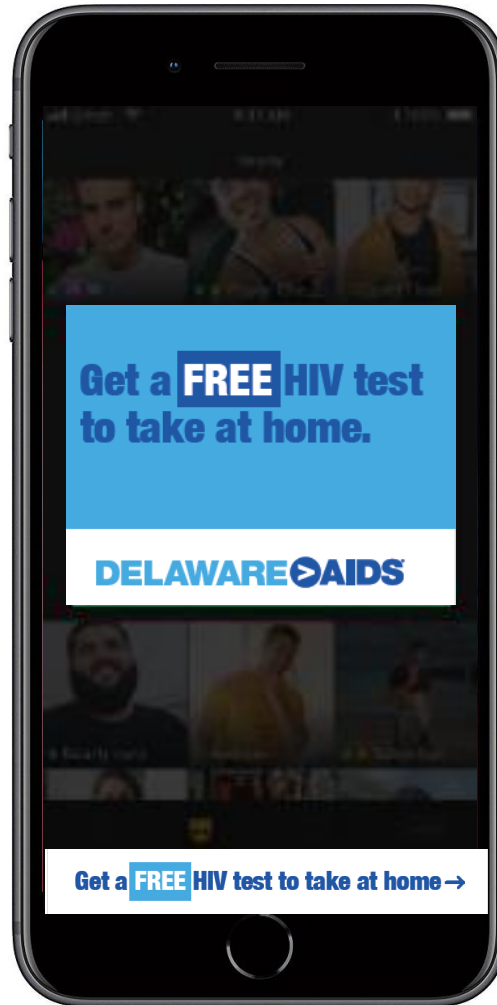 Get a FREE HIV test
to take at home.
DELAWARE>AIDS
Get a FREE HIV test to take at home→